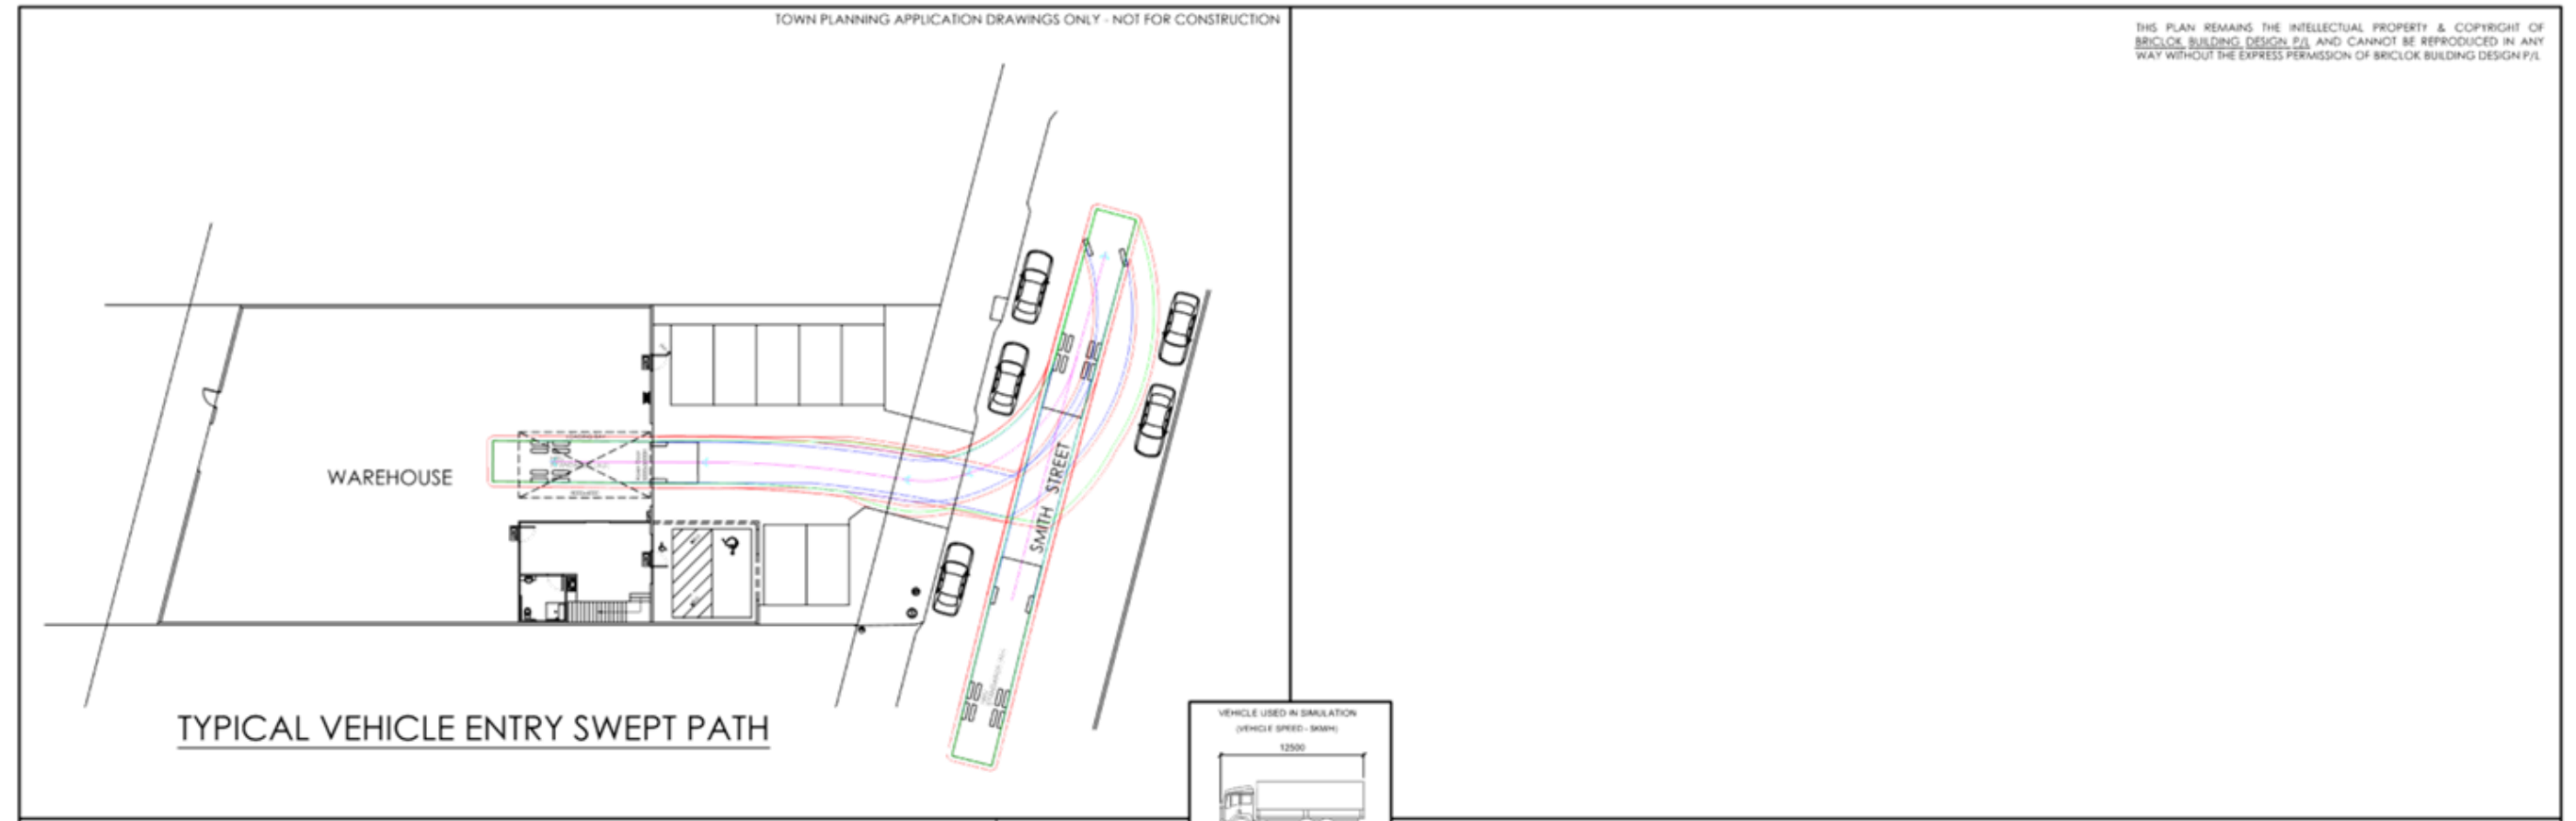 TOWN PLANNING APPLICATION DRAWINGS ONLY - NOT FOR CONSTRUCTION
THIS PLAN REMAINS THE INTELLECTUAL PROPERTY & COPYRIGHT OF
BRICLOK BUILDING DESIGN P/L AND CANNOT BE REPRODUCED IN ANY
WAY WITHOUT THE EXPRESS PERMISSION OF BRICLOK BUILDING DESIGN P/L
WAREHOUSE
SMITH STREET
TYPICAL VEHICLE ENTRY SWEPT PATH
VEHICLE USED IN SIMULATION
(VEHICLE SPEED - 5KM/H)
12500